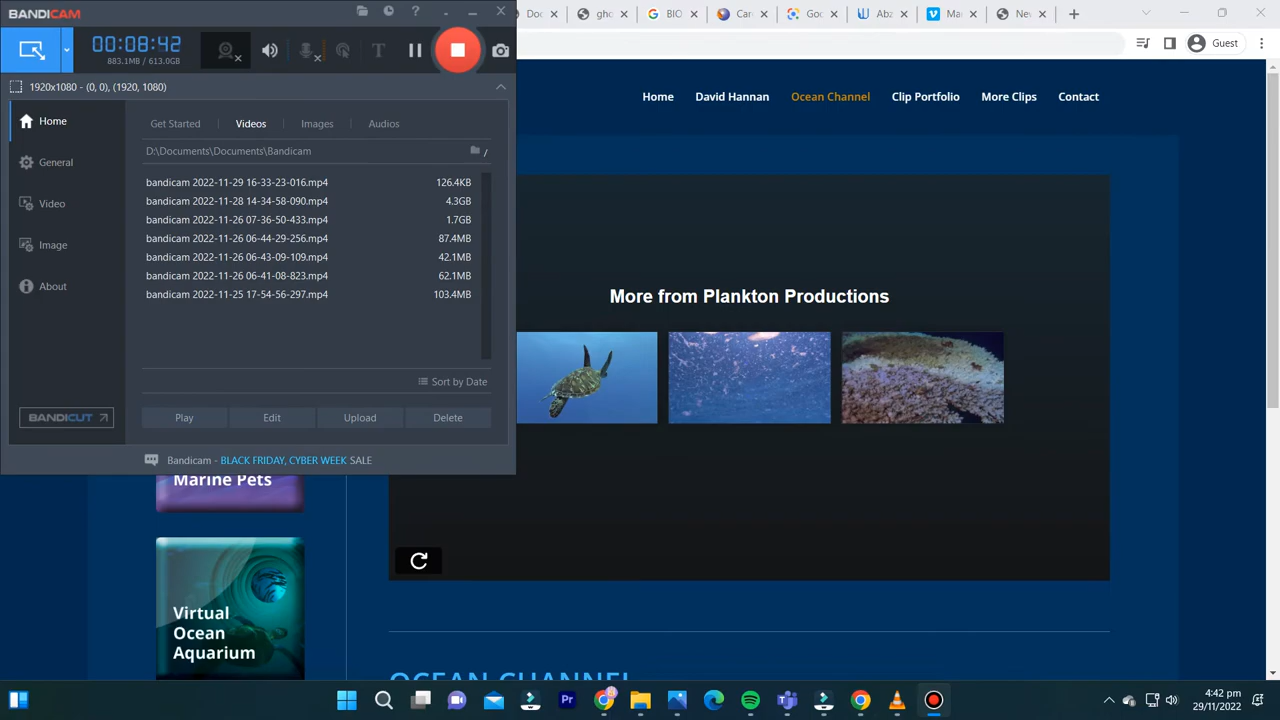 BANDICAM
00:08:42
883.1MB / 613.0GB
T
1920x1080 - (0, 0), (1920, 1080)
Home
General
Video
Image
About
BANDICUT
Get Started
Videos
Images
Audios
D:\Documents\Documents\Bandicam
/
bandicam 2022-11-29 16-33-23-016.mp4 126.4KB
bandicam 2022-11-28 14-34-58-090.mp4 4.3GB
bandicam 2022-11-26 07-36-50-433.mp4 1.7GB
bandicam 2022-11-26 06-44-29-256.mp4 87.4MB
bandicam 2022-11-26 06-43-09-109.mp4 42.1MB
bandicam 2022-11-26 06-41-08-823.mp4 62.1MB
bandicam 2022-11-25 17-54-56-297.mp4 103.4MB
Sort by Date
Play Edit Upload Delete
Bandicam - BLACK FRIDAY, CYBER WEEK SALE
Doc gho BIO Car Goo Abz Ma Nev
Guest
Home David Hannan Ocean Channel Clip Portfolio More Clips Contact
More from Plankton Productions
Marine Pets
Virtual
Ocean
Aquarium
OCEAN CHANNEL
Pr
4:42 pm
29/11/2022